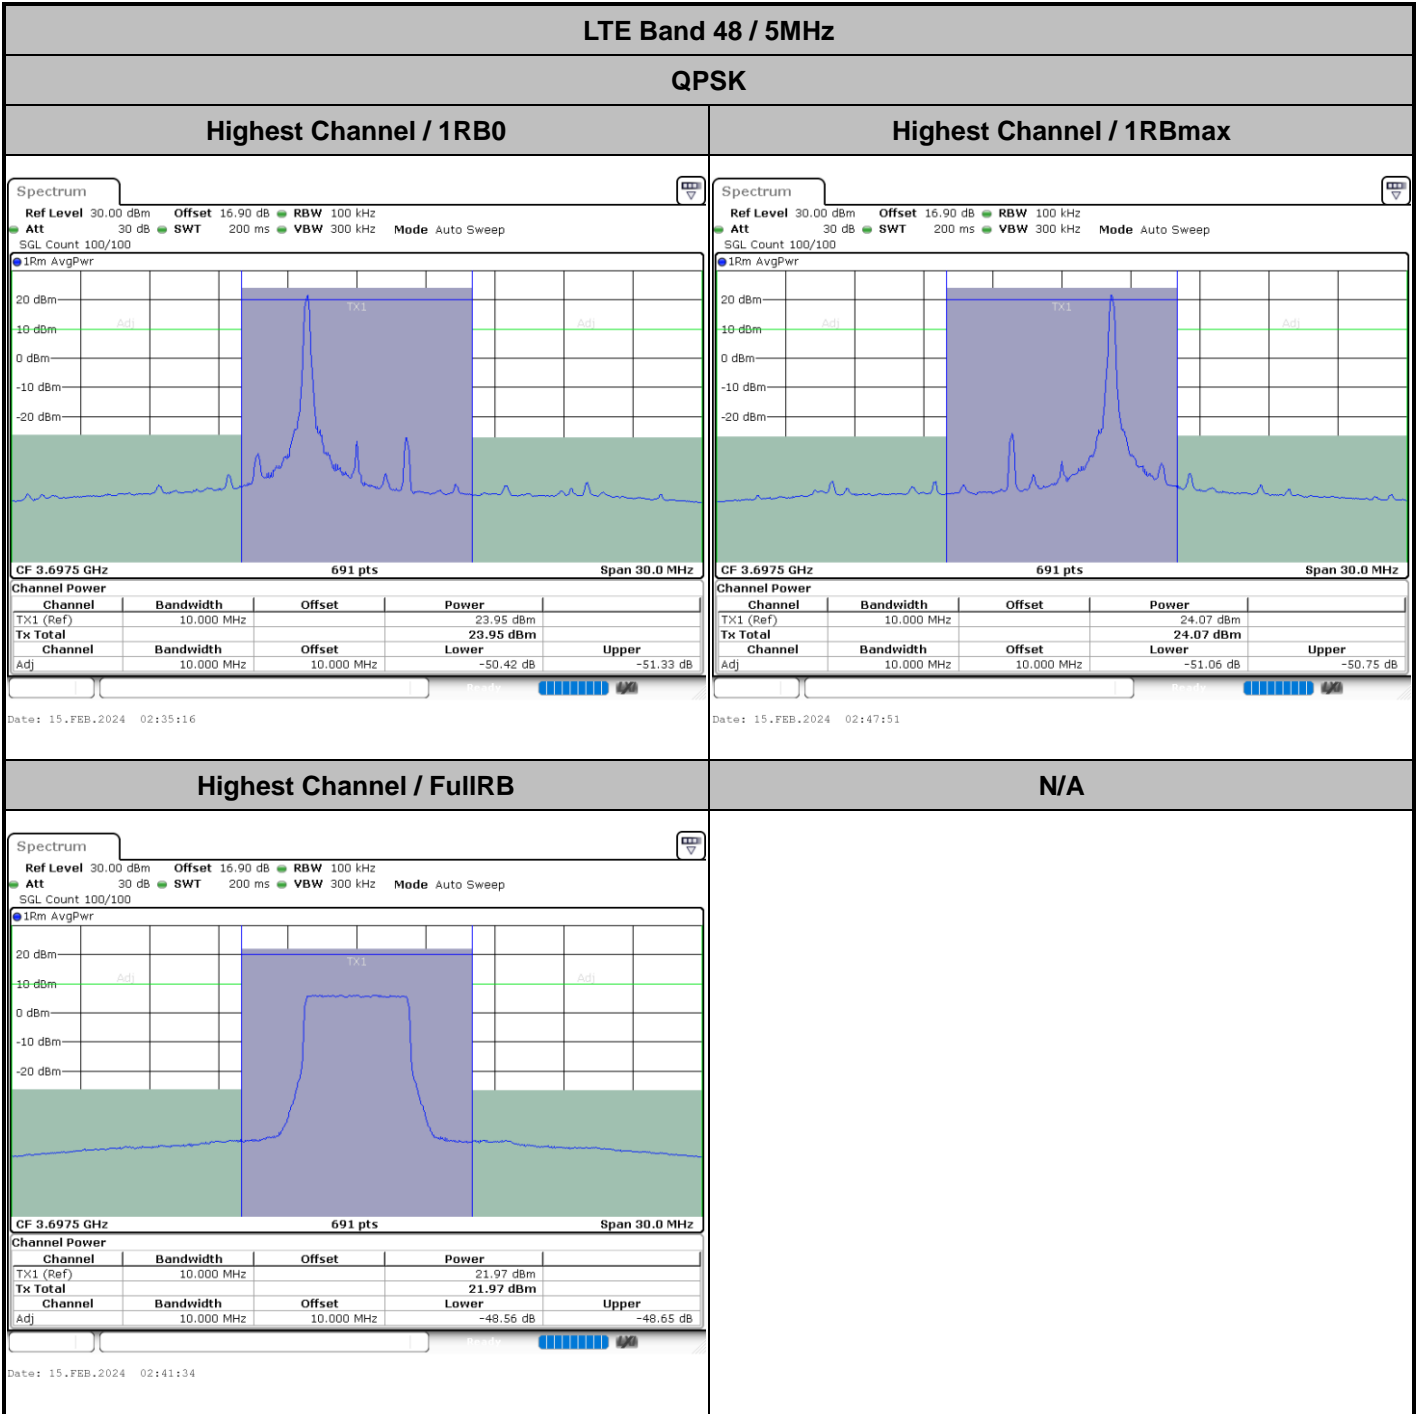 LTE Band 48 / 5MHz
QPSK
Highest Channel / 1RB0
Highest Channel / 1RBmax
Spectrum
Ref Level 30.00 dBm Offset 16.90 dB RBW 100 kHz
Att 30 dB SWT 200 ms VBW 300 kHz Mode Auto Sweep
SGL Count 100/100
1Rm AvgPwr
20 dBm
TX1
Adj
Adj
10 dBm
0 dBm
-10 dBm
-20 dBm
CF 3.6975 GHz 691 pts Span 30.0 MHz
Channel Power
Channel Bandwidth Offset Power
TX1 (Ref) 10.000 MHz 23.95 dBm
Tx Total 23.95 dBm
Channel Bandwidth Offset Lower Upper
Adj 10.000 MHz 10.000 MHz -50.42 dB -51.33 dB
Ready
Date: 15.FEB.2024 02:35:16
Spectrum
Ref Level 30.00 dBm Offset 16.90 dB RBW 100 kHz
Att 30 dB SWT 200 ms VBW 300 kHz Mode Auto Sweep
SGL Count 100/100
1Rm AvgPwr
20 dBm
TX1
Adj
Adj
10 dBm
0 dBm
-10 dBm
-20 dBm
CF 3.6975 GHz 691 pts Span 30.0 MHz
Channel Power
Channel Bandwidth Offset Power
TX1 (Ref) 10.000 MHz 24.07 dBm
Tx Total 24.07 dBm
Channel Bandwidth Offset Lower Upper
Adj 10.000 MHz 10.000 MHz -51.06 dB -50.75 dB
Ready
Date: 15.FEB.2024 02:47:51
Highest Channel / FullRB
N/A
Spectrum
Ref Level 30.00 dBm Offset 16.90 dB RBW 100 kHz
Att 30 dB SWT 200 ms VBW 300 kHz Mode Auto Sweep
SGL Count 100/100
1Rm AvgPwr
20 dBm
TX1
Adj
Adj
10 dBm
0 dBm
-10 dBm
-20 dBm
CF 3.6975 GHz 691 pts Span 30.0 MHz
Channel Power
Channel Bandwidth Offset Power
TX1 (Ref) 10.000 MHz 21.97 dBm
Tx Total 21.97 dBm
Channel Bandwidth Offset Lower Upper
Adj 10.000 MHz 10.000 MHz -48.56 dB -48.65 dB
Ready
Date: 15.FEB.2024 02:41:34